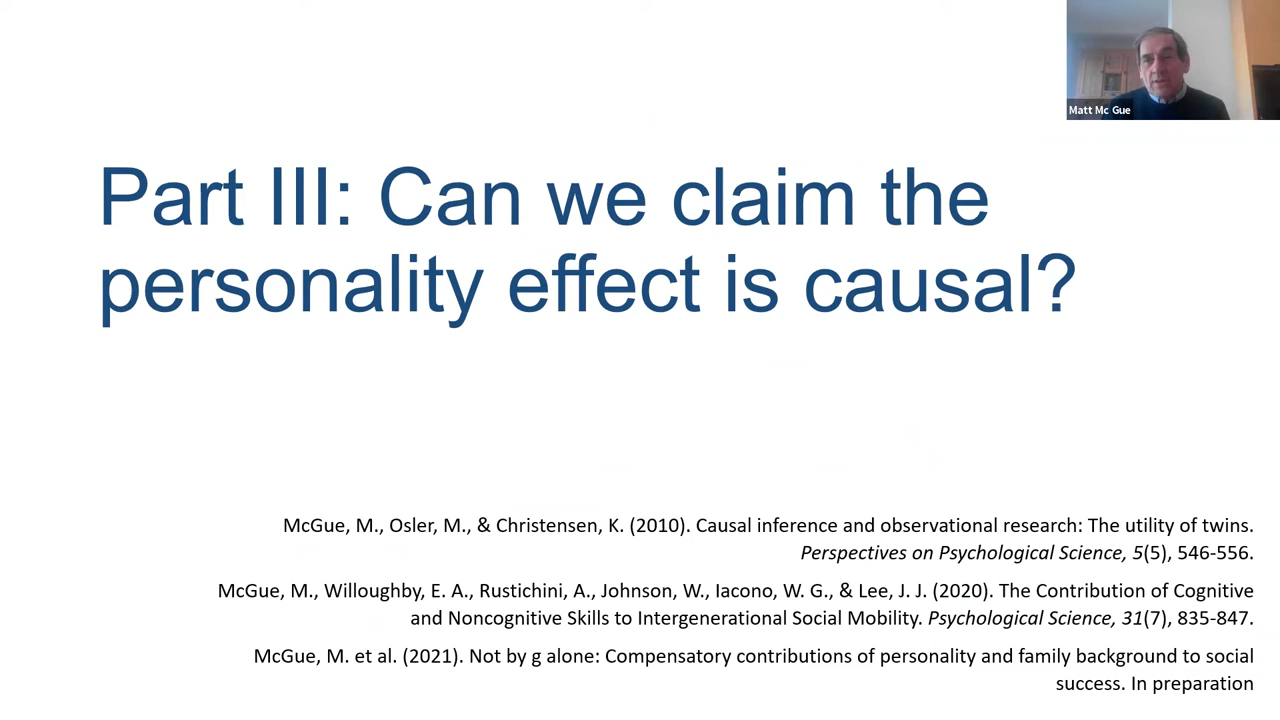 Matt Mc Gue
Part III: Can we claim the
personality effect is causal?
McGue, M., Osler, M., & Christensen, K. (2010). Causal inference and observational research: The utility of twins.
Perspectives on Psychological Science, 5(5), 546-556.
McGue, M., Willoughby, E. A., Rustichini, A., Johnson, W., Iacono, W. G., & Lee, J. J. (2020). The Contribution of Cognitive
and Noncognitive Skills to Intergenerational Social Mobility. Psychological Science, 31(7), 835-847.
McGue, M. et al. (2021). Not by g alone: Compensatory contributions of personality and family background to social
success. In preparation